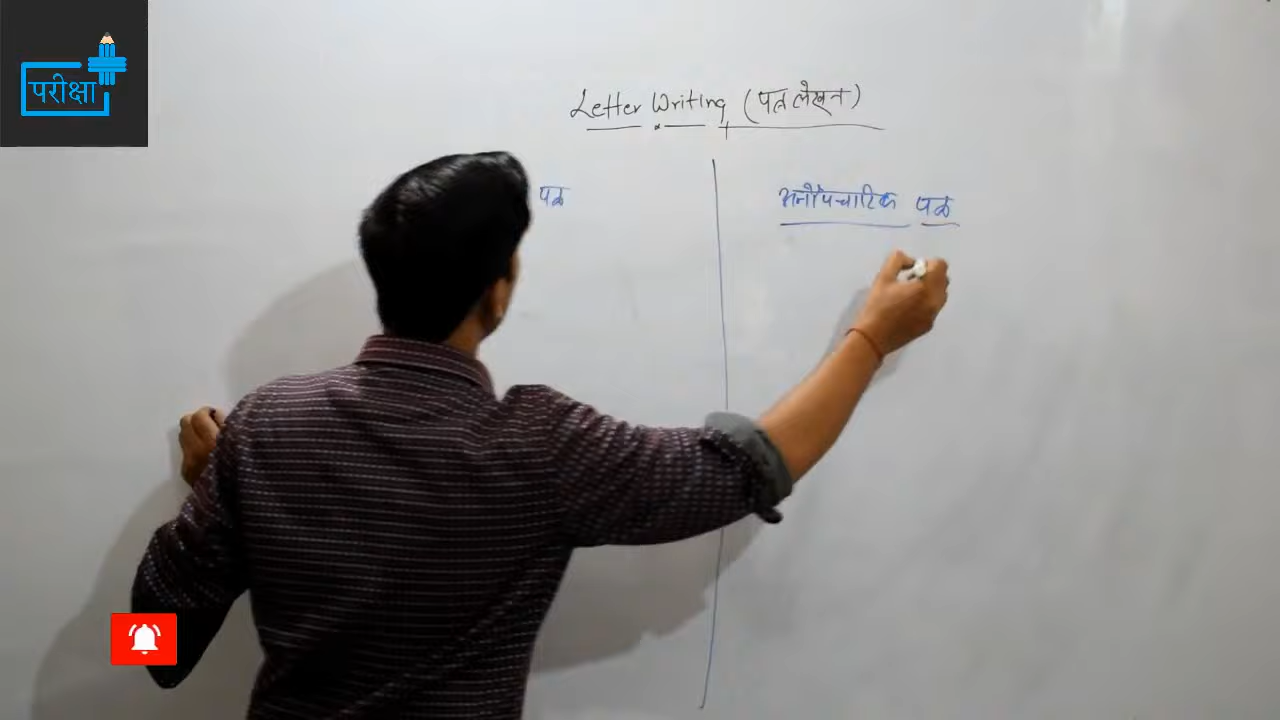 परीक्षा
Letter Writing (पत्र लेखन)
पत्र
अनौपचारिक पत्र